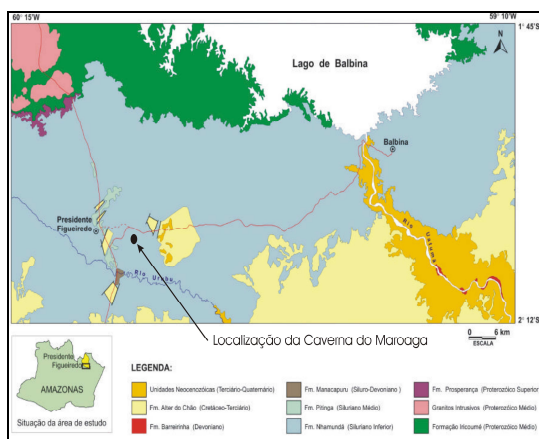 60° 15'W
59° 10'W
1° 45'S
N
Lago de Balbina
Balbina
Presidente
Figueiredo
Rio Uatumã
Rio Urubu
2° 12'S
0 6 km
ESCALA
Localização da Caverna do Maroaga
Presidente
Figueiredo
AMAZONAS
Situação da área de estudo
LEGENDA:
Unidades Neocenozóicas (Terciário-Quaternário)
Fm. Alter do Chão (Cretáceo-Terciário)
Fm. Barreirinha (Devoniano)
Fm. Manacapuru (Siluro-Devoniano )
Fm. Pitinga (Siluriano Médio)
Fm. Nhamundá (Siluriano Inferior)
Fm. Prosperança (Proterozóico Superior)
Granitos Intrusivos (Proterozóico Médio)
Formação Iricoumé (Proterozóico Médio)